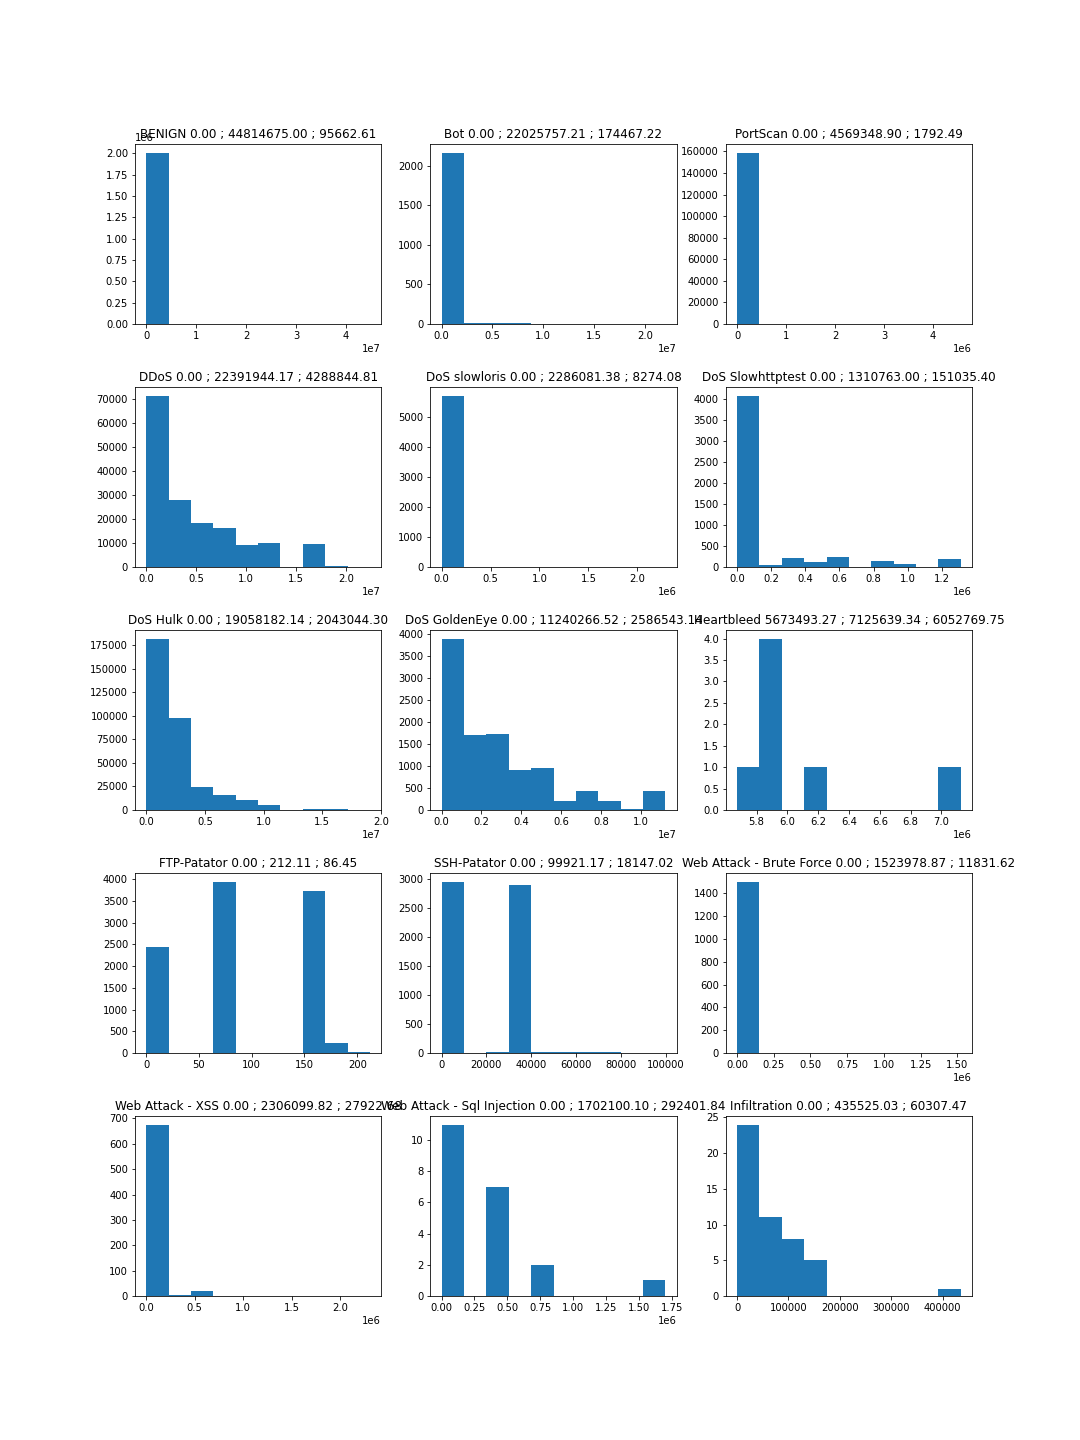 BENIGN 0.00 ; 44814675.00 ; 95662.61
1e6
2.00
1.75
1.50
1.25
1.00
0.75
0.50
0.25
0.00
0 1 2 3 4
1e7
Bot 0.00 ; 22025757.21 ; 174467.22
2000
1500
1000
500
0
0.0 0.5 1.0 1.5 2.0
1e7
PortScan 0.00 ; 4569348.90 ; 1792.49
160000
140000
120000
100000
80000
60000
40000
20000
0
0 1 2 3 4
1e6
DDoS 0.00 ; 22391944.17 ; 4288844.81
70000
60000
50000
40000
30000
20000
10000
0
0.0 0.5 1.0 1.5 2.0
1e7
DoS slowloris 0.00 ; 2286081.38 ; 8274.08
5000
4000
3000
2000
1000
0
0.0 0.5 1.0 1.5 2.0
1e6
DoS Slowhttptest 0.00 ; 1310763.00 ; 151035.40
4000
3500
3000
2500
2000
1500
1000
500
0
0.0 0.2 0.4 0.6 0.8 1.0 1.2
1e6
DoS Hulk 0.00 ; 19058182.14 ; 2043044.30
175000
150000
125000
100000
75000
50000
25000
0
0.0 0.5 1.0 1.5 2.0
1e7
DoS GoldenEye 0.00 ; 11240266.52 ; 2586543.14
4000
3500
3000
2500
2000
1500
1000
500
0
0.0 0.2 0.4 0.6 0.8 1.0
1e7
Heartbleed 5673493.27 ; 7125639.34 ; 6052769.75
4.0
3.5
3.0
2.5
2.0
1.5
1.0
0.5
0.0
5.8 6.0 6.2 6.4 6.6 6.8 7.0
1e6
FTP-Patator 0.00 ; 212.11 ; 86.45
4000
3500
3000
2500
2000
1500
1000
500
0
0 50 100 150 200
SSH-Patator 0.00 ; 99921.17 ; 18147.02
3000
2500
2000
1500
1000
500
0
0 20000 40000 60000 80000 100000
Web Attack - Brute Force 0.00 ; 1523978.87 ; 11831.62
1400
1200
1000
800
600
400
200
0
0.00 0.25 0.50 0.75 1.00 1.25 1.50
1e6
Web Attack - XSS 0.00 ; 2306099.82 ; 27922.68
700
600
500
400
300
200
100
0
0.0 0.5 1.0 1.5 2.0
1e6
Web Attack - Sql Injection 0.00 ; 1702100.10 ; 292401.84
10
8
6
4
2
0
0.00 0.25 0.50 0.75 1.00 1.25 1.50 1.75
1e6
Infiltration 0.00 ; 435525.03 ; 60307.47
25
20
15
10
5
0
0 100000 200000 300000 400000